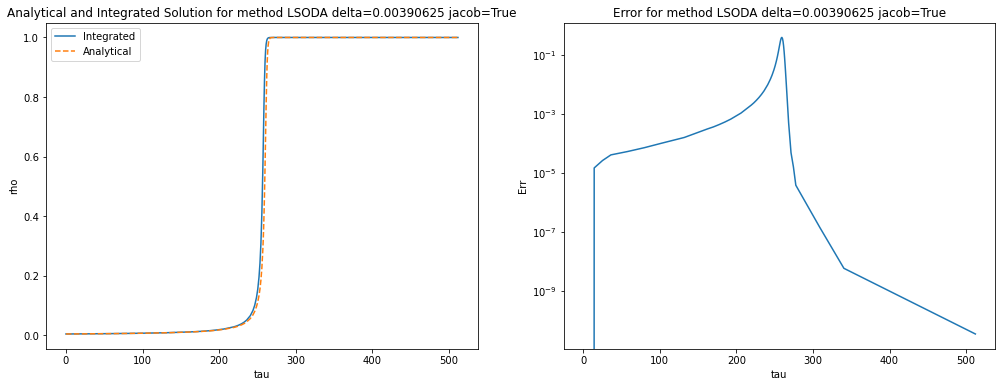 Analytical and Integrated Solution for method LSODA delta=0.00390625 jacob=True
Integrated
Analytical
1.0
0.8
0.6
0.4
0.2
0.0
rho
0 100 200 300 400 500
tau
Error for method LSODA delta=0.00390625 jacob=True
10⁻¹
10⁻³
10⁻⁵
10⁻⁷
10⁻⁹
Err
0 100 200 300 400 500
tau